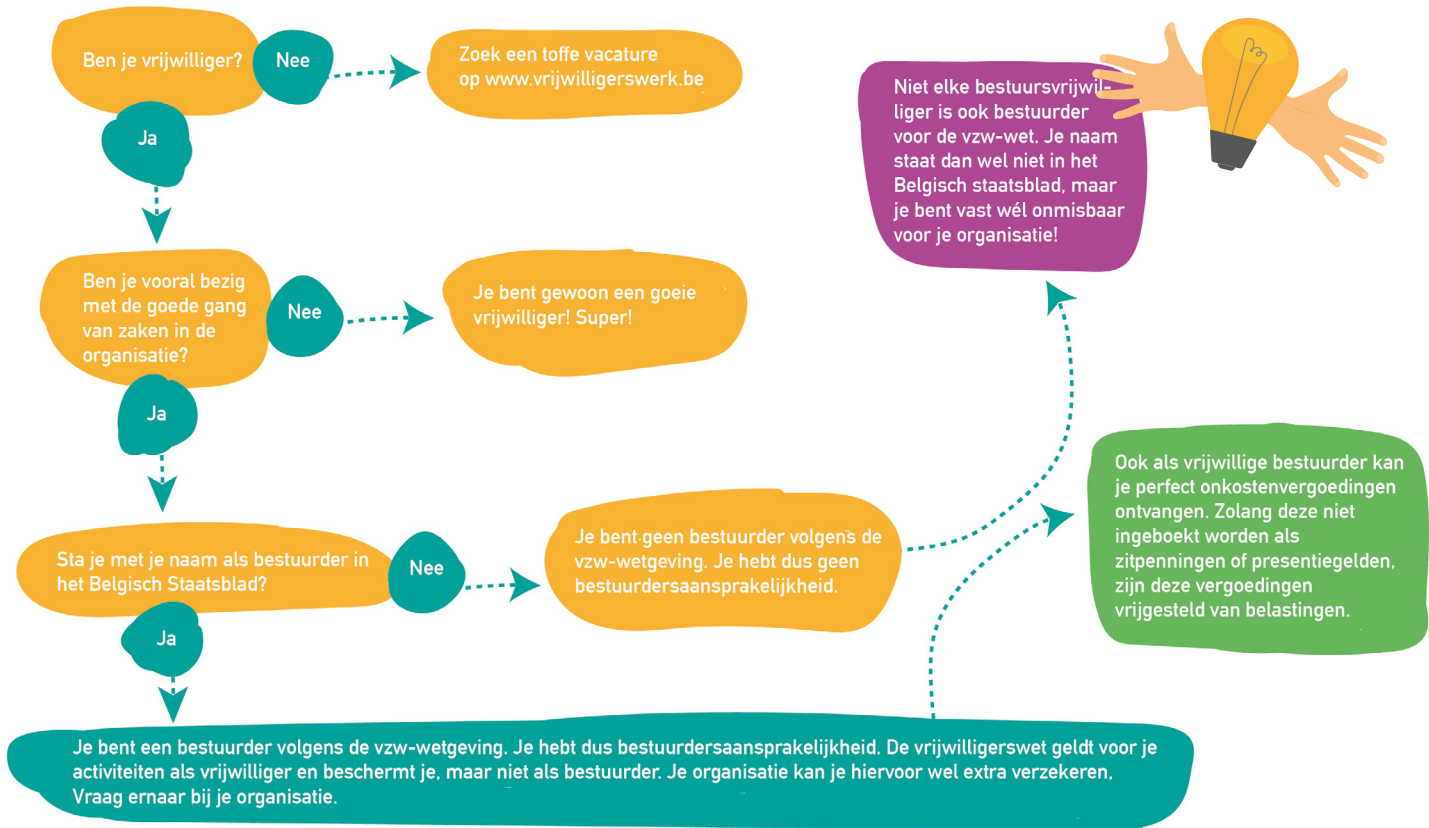 Ben je vrijwilliger?
Nee
Zoek een toffe vacature
op www.vrijwilligerswerk.be
Ja
Niet elke bestuursvrijwil-
liger is ook bestuurder
voor de vzw-wet. Je naam
staat dan wel niet in het
Belgisch staatsblad, maar
je bent vast wél onmisbaar
voor je organisatie!
Ben je vooral bezig
met de goede gang
van zaken in de
organisatie?
Nee
Je bent gewoon een goeie
vrijwilliger! Super!
Ja
Sta je met je naam als bestuurder in
het Belgisch Staatsblad?
Nee
Je bent geen bestuurder volgens de
vzw-wetgeving. Je hebt dus geen
bestuurdersaansprakelijkheid.
Ook als vrijwillige bestuurder kan
je perfect onkostenvergoedingen
ontvangen. Zolang deze niet
ingeboekt worden als
zitpenningen of presentiegelden,
zijn deze vergoedingen
vrijgesteld van belastingen.
Ja
Je bent een bestuurder volgens de vzw-wetgeving. Je hebt dus bestuurdersaansprakelijkheid. De vrijwilligerswet geldt voor je
activiteiten als vrijwilliger en beschermt je, maar niet als bestuurder. Je organisatie kan je hiervoor wel extra verzekeren,
Vraag ernaar bij je organisatie.